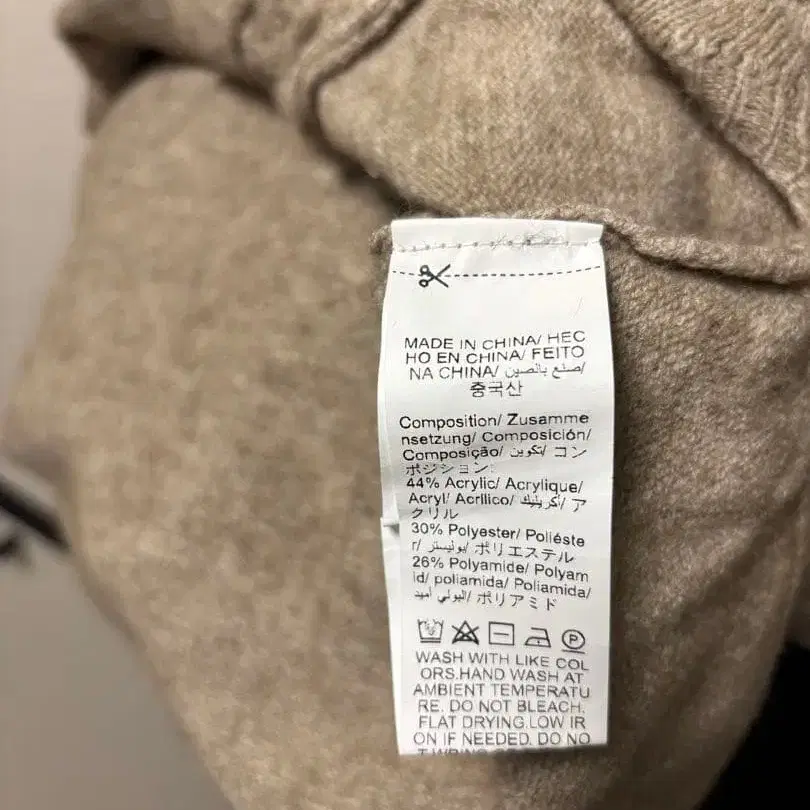 MADE IN CHINA/ HEC
HO EN CHINA/ FEITO
NA CHINA/ صنع بالصين/
중국산
Composition/ Zusamme
nsetzung/ Composición/
Composição/ تكوين/ コン
ポジション:
44% Acrylic/ Acrylique/
Acryl/ Acrílico/ أكريليك/ ア
クリル
30% Polyester/ Poliéste
r/ بوليستر/ ポリエステル
26% Polyamide/ Polyam
id/ poliamida/ Poliamida/
البولي أميد/ ポリアミド
P
WASH WITH LIKE COL
ORS.HAND WASH AT
AMBIENT TEMPERATU
RE. DO NOT BLEACH.
FLAT DRYING.LOW IR
ON IF NEEDED. DO NO
T WRING